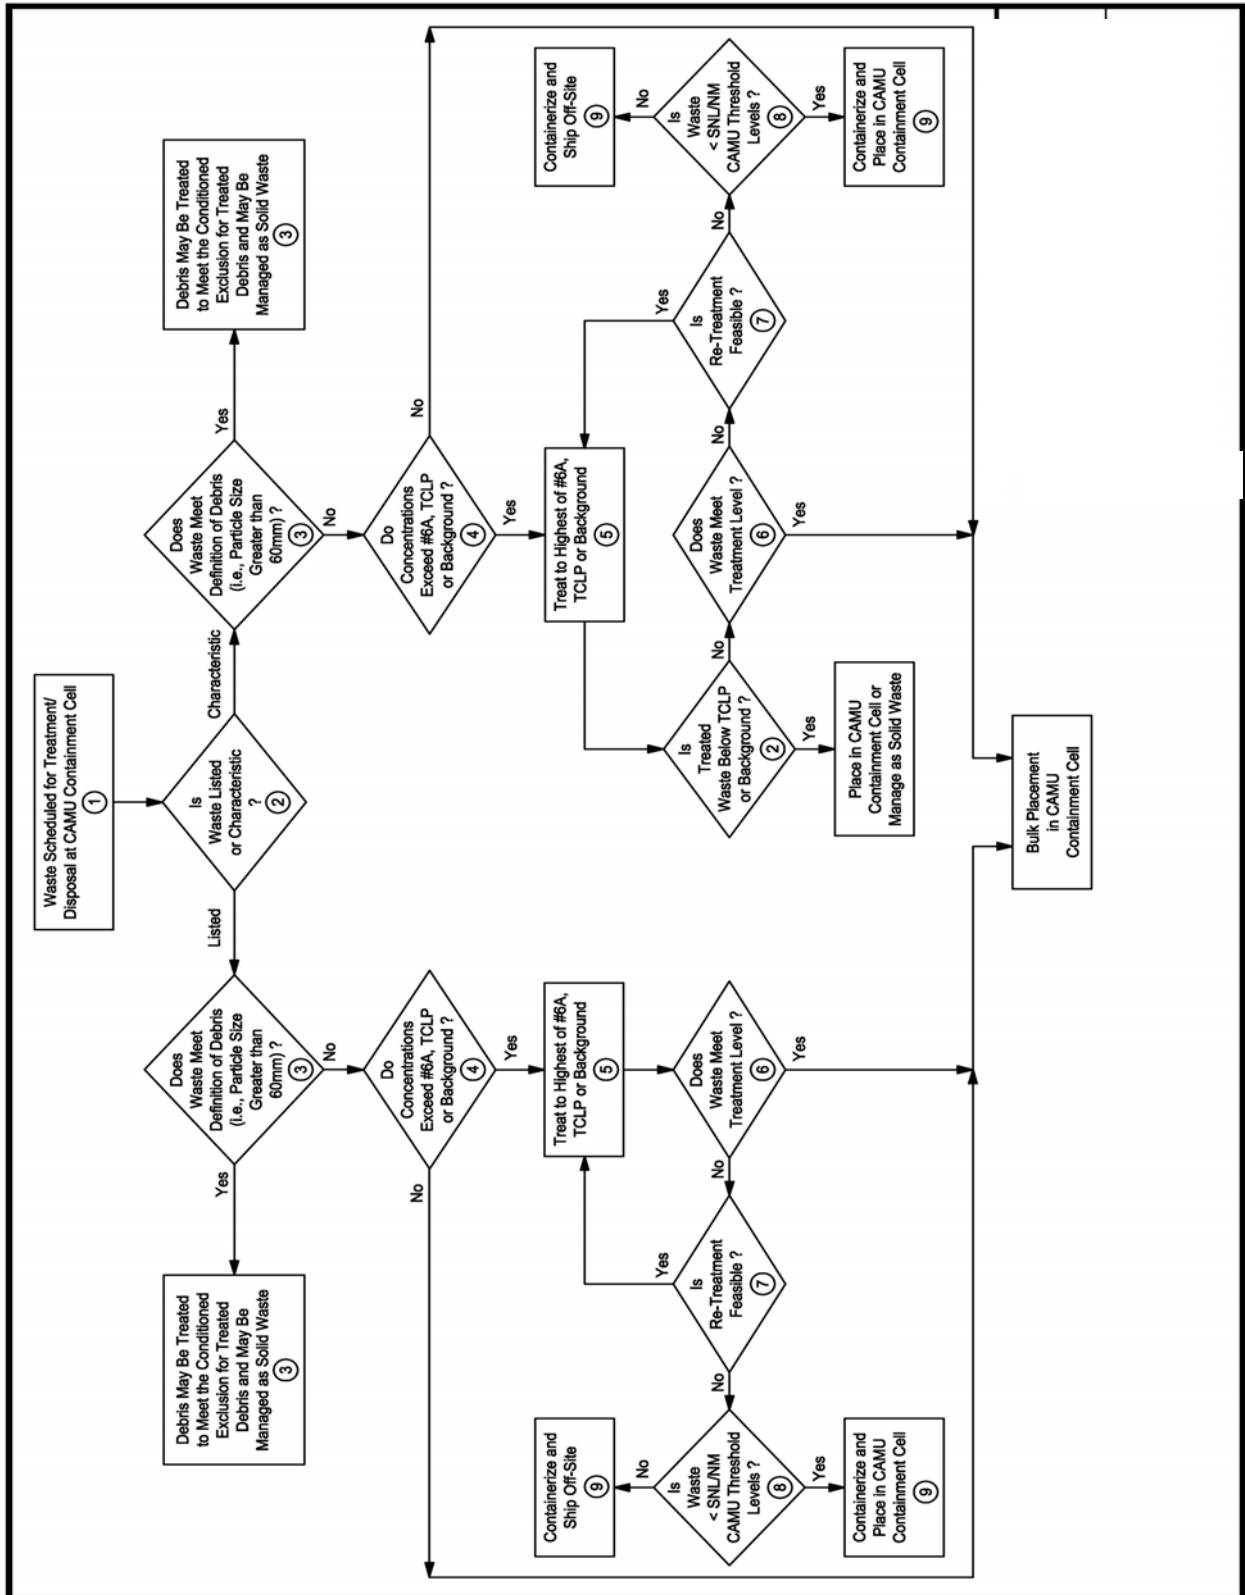 Waste Scheduled for Treatment/
Disposal at CAMU Containment Cell
1
Is
Waste Listed
or Characteristic
?
2
Listed
Characteristic
Does
Waste Meet
Definition of Debris
(i.e., Particle Size
Greater than
60mm) ?
3
Yes
No
Debris May Be Treated
to Meet the Conditioned
Exclusion for Treated
Debris and May Be
Managed as Solid Waste
3
Do
Concentrations
Exceed #6A, TCLP
or Background ?
4
No
Yes
Treat to Highest of #6A,
TCLP or Background
5
Does
Waste Meet
Treatment Level ?
6
No
Yes
Is
Re-Treatment
Feasible ?
7
Yes
No
Is
Waste
< SNL/NM
CAMU Threshold
Levels ?
8
No
Yes
Containerize and
Ship Off-Site
9
Containerize and
Place in CAMU
Containment Cell
9
Does
Waste Meet
Definition of Debris
(i.e., Particle Size
Greater than
60mm) ?
3
Yes
No
Debris May Be Treated
to Meet the Conditioned
Exclusion for Treated
Debris and May Be
Managed as Solid Waste
3
Do
Concentrations
Exceed #6A, TCLP
or Background ?
4
No
Yes
Treat to Highest of #6A,
TCLP or Background
5
Is
Treated
Waste Below TCLP
or Background ?
2
No
Yes
Place in CAMU
Containment Cell or
Manage as Solid Waste
Does
Waste Meet
Treatment Level ?
6
No
Yes
Is
Re-Treatment
Feasible ?
7
Yes
No
Is
Waste
< SNL/NM
CAMU Threshold
Levels ?
8
No
Yes
Containerize and
Ship Off-Site
9
Containerize and
Place in CAMU
Containment Cell
9
Bulk Placement
in CAMU
Containment Cell